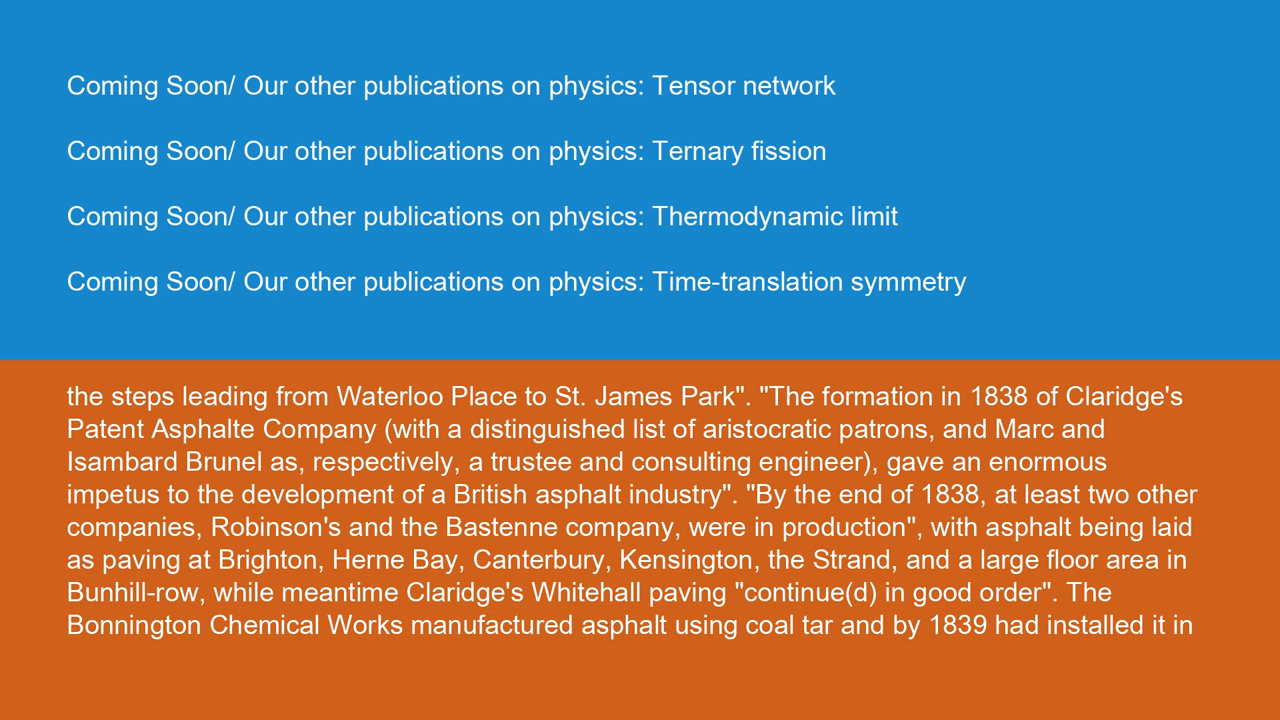 Coming Soon/ Our other publications on physics: Tensor network
Coming Soon/ Our other publications on physics: Ternary fission
Coming Soon/ Our other publications on physics: Thermodynamic limit
Coming Soon/ Our other publications on physics: Time-translation symmetry
the steps leading from Waterloo Place to St. James Park". "The formation in 1838 of Claridge's
Patent Asphalte Company (with a distinguished list of aristocratic patrons, and Marc and
Isambard Brunel as, respectively, a trustee and consulting engineer), gave an enormous
impetus to the development of a British asphalt industry". "By the end of 1838, at least two other
companies, Robinson's and the Bastenne company, were in production", with asphalt being laid
as paving at Brighton, Herne Bay, Canterbury, Kensington, the Strand, and a large floor area in
Bunhill-row, while meantime Claridge's Whitehall paving "continue(d) in good order". The
Bonnington Chemical Works manufactured asphalt using coal tar and by 1839 had installed it in